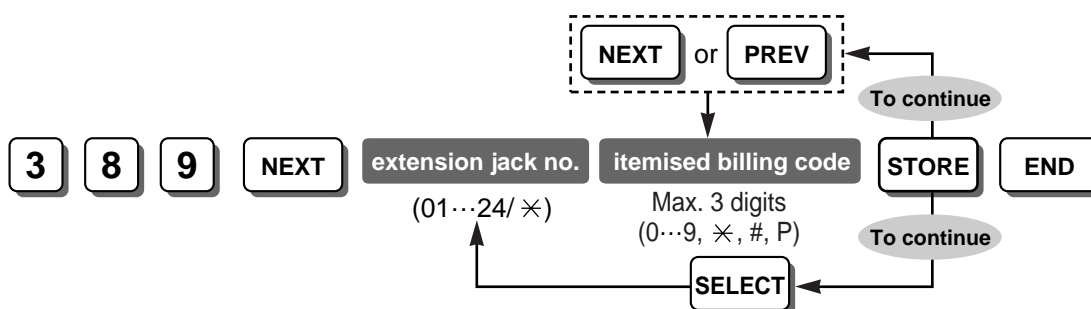 NEXT or PREV
To continue
3 8 9 NEXT extension jack no. itemised billing code STORE END
(01···24/ ✳) Max. 3 digits
(0···9, ✳, #, P)
To continue
SELECT